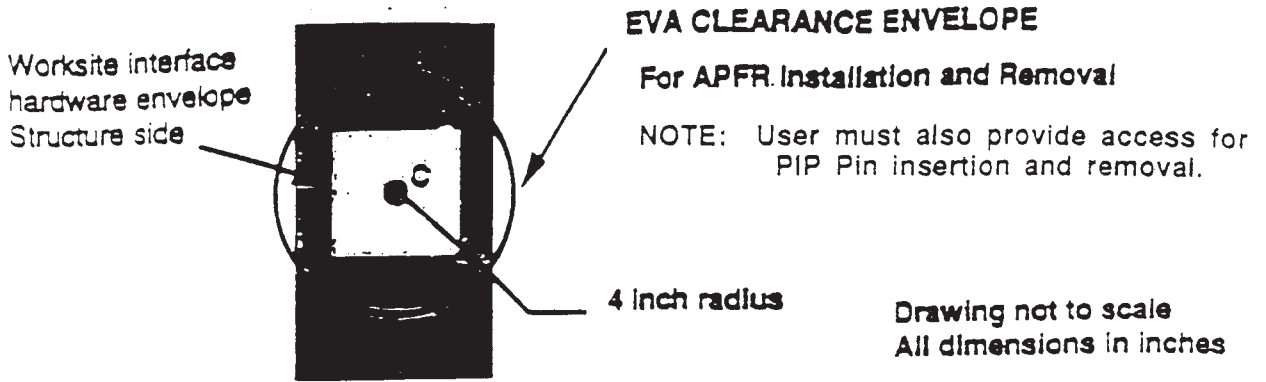 EVA CLEARANCE ENVELOPE
Worksite interface
hardware envelope
Structure side
For APFR Installation and Removal
NOTE: User must also provide access for
PIP Pin insertion and removal.
C
4 inch radius
Drawing not to scale
All dimensions in inches